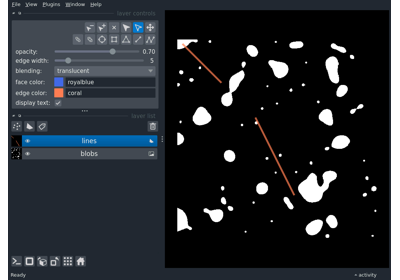 File View Plugins Window Help
layer controls
opacity: 0.70
edge width: 5
blending: translucent
face color: royalblue
edge color: coral
display text:
layer list
lines
blobs
Ready
activity